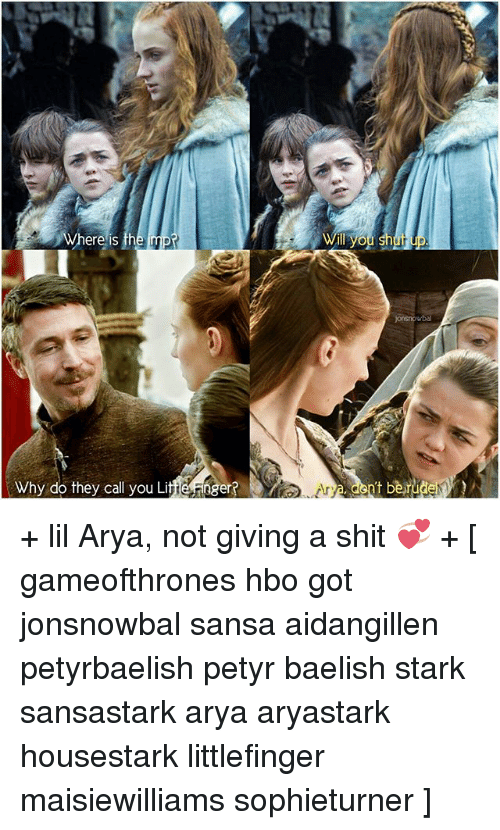 Where is the imp?
Will you shut up.
jonsnowbal
Why do they call you Littlefinger?
Arya, don't be rude!
+ lil Arya, not giving a shit 💞 + [
gameofthrones hbo got
jonsnowbal sansa aidangillen
petyrbaelish petyr baelish stark
sansastark arya aryastark
housestark littlefinger
maisiewilliams sophieturner ]